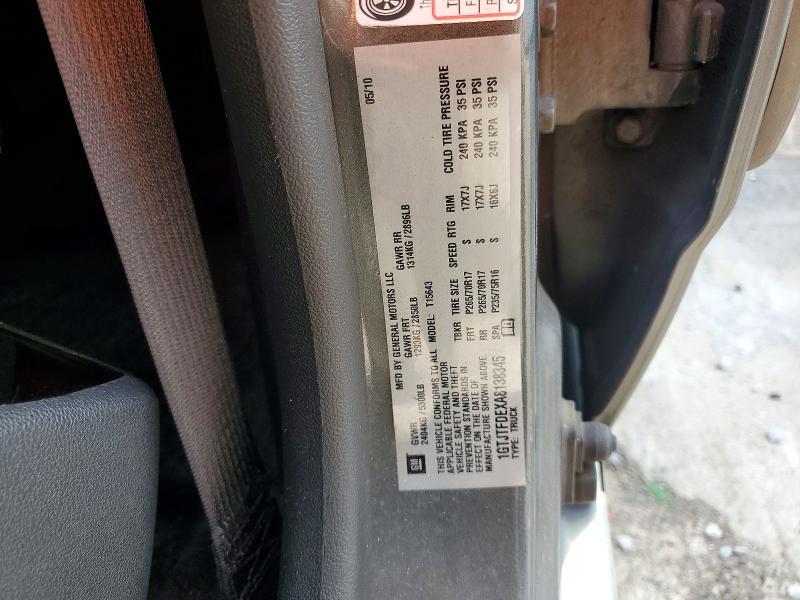 MFD BY GENERAL MOTORS LLC
05/10
GM
GVWR GAWR FRT GAWR RR
2404KG / 5300LB 1293KG / 2850LB 1314KG / 2896LB
THIS VEHICLE CONFORMS TO ALL MODEL: T15643
APPLICABLE FEDERAL MOTOR
VEHICLE SAFETY AND THEFT
PREVENTION STANDARDS IN
EFFECT ON THE DATE OF
MANUFACTURE SHOWN ABOVE.
1GTJTFDEXA8138345
TYPE: TRUCK
COLD TIRE PRESSURE
TBKR TIRE SIZE SPEED RTG RIM
FRT P265/70R17 S 17X7J 240 KPA 35 PSI
RR P265/70R17 S 17X7J 240 KPA 35 PSI
SPA P235/75R16 S 16X6J 240 KPA 35 PSI